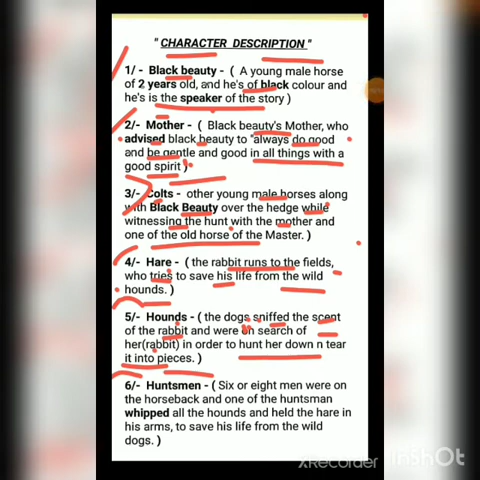 " CHARACTER DESCRIPTION "
1/- Black beauty - ( A young male horse
of 2 years old, and he's of black colour and
he's is the speaker of the story )
2/- Mother - ( Black beauty's Mother, who
advised black beauty to "always do good
and be gentle and good in all things with a
good spirit )
3/- Colts - other young male horses along
with Black Beauty over the hedge while
witnessing the hunt with the mother and
one of the old horse of the Master. )
4/- Hare - ( the rabbit runs to the fields,
who tries to save his life from the wild
hounds. )
5/- Hounds - ( the dogs sniffed the scent
of the rabbit and were in search of
her(rabbit) in order to hunt her down n tear
it into pieces. )
6/- Huntsmen - ( Six or eight men were on
the horseback and one of the huntsman
whipped all the hounds and held the hare in
his arms, to save his life from the wild
dogs. )
XRecorder
InShOt